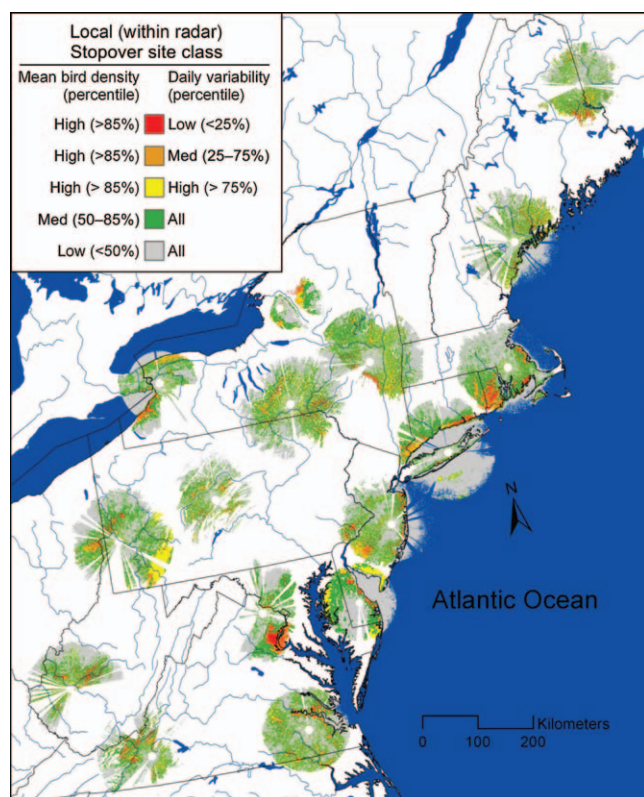 Local (within radar)
Stopover site class
Mean bird density Daily variability
(percentile) (percentile)
High (>85%) Low (<25%)
High (>85%) Med (25–75%)
High (> 85%) High (> 75%)
Med (50–85%) All
Low (<50%) All
N
Atlantic Ocean
Kilometers
0 100 200